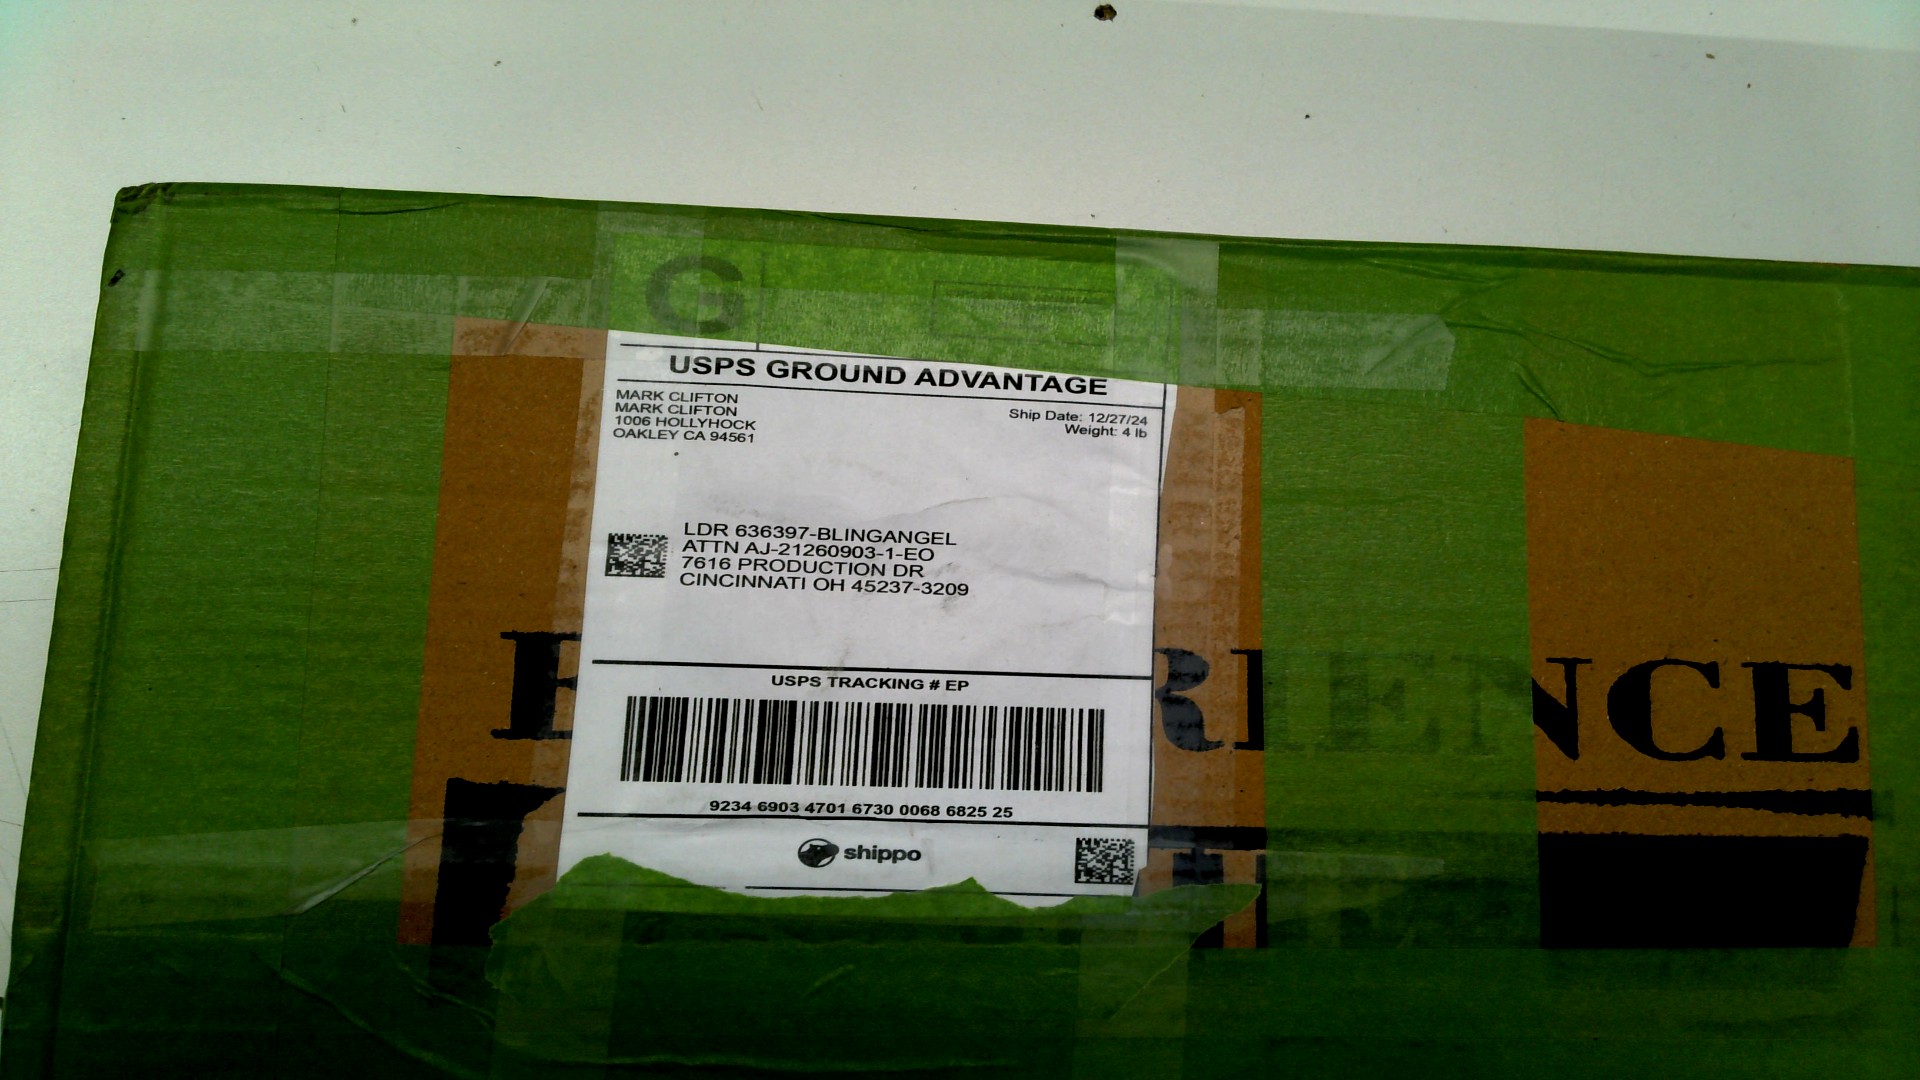 G
USPS GROUND ADVANTAGE
MARK CLIFTON
MARK CLIFTON
1006 HOLLYHOCK
OAKLEY CA 94561
Ship Date: 12/27/24
Weight: 4 lb
LDR 636397-BLINGANGEL
ATTN AJ-21260903-1-EO
7616 PRODUCTION DR
CINCINNATI OH 45237-3209
USPS TRACKING # EP
9234 6903 4701 6730 0068 6825 25
shippo